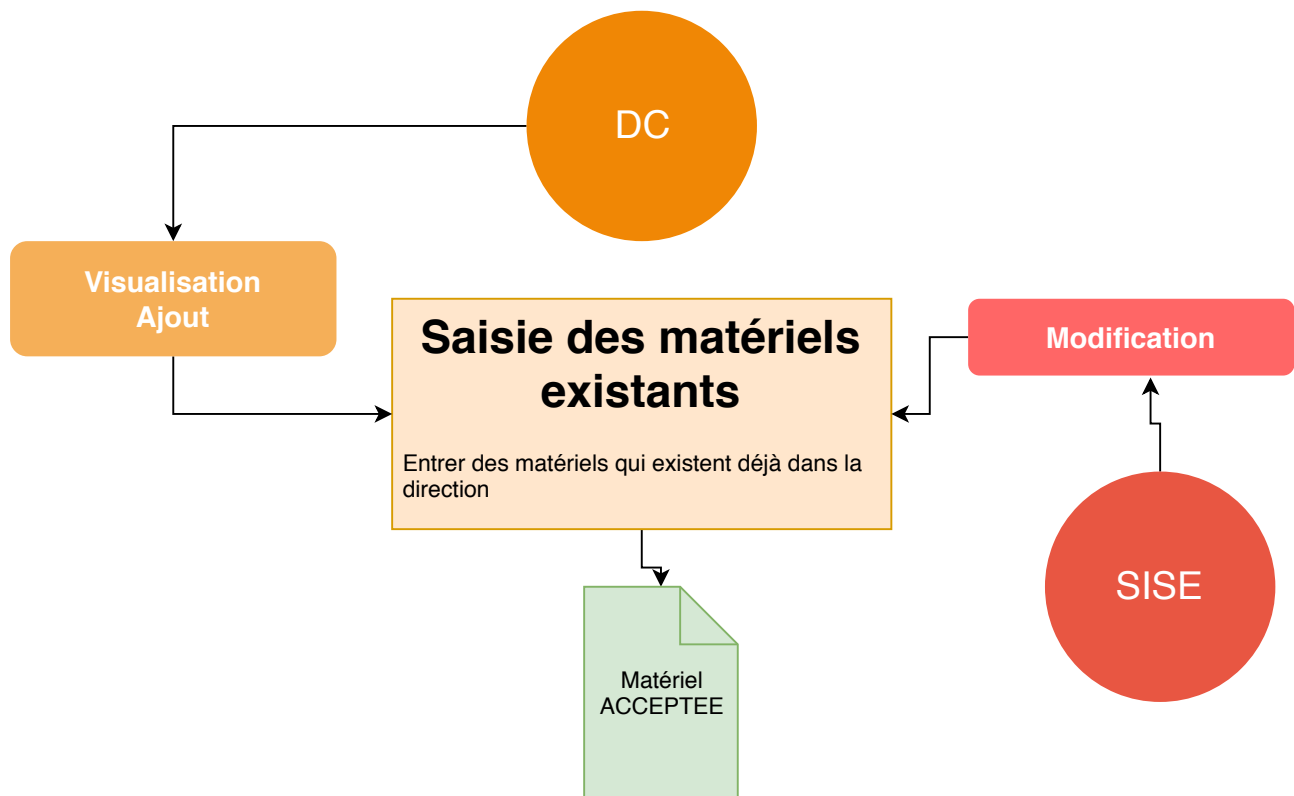 DC
Visualisation
Ajout
Saisie des matériels
existants
Entrer des matériels qui existent déjà dans la
direction
Modification
SISE
Matériel
ACCEPTEE